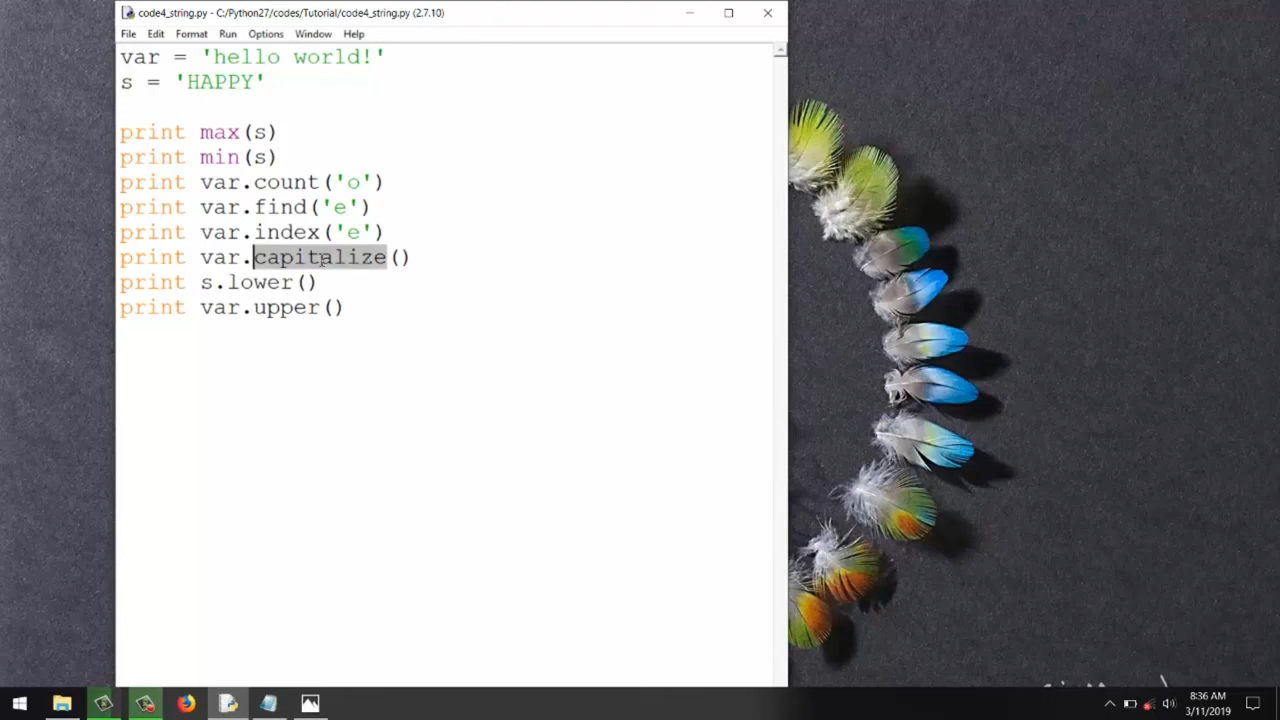 code4_string.py - C:/Python27/codes/Tutorial/code4_string.py (2.7.10)
File Edit Format Run Options Window Help
var = 'hello world!'
s = 'HAPPY'
print max(s)
print min(s)
print var.count('o')
print var.find('e')
print var.index('e')
print var.capitalize()
print s.lower()
print var.upper()
8:36 AM
3/11/2019